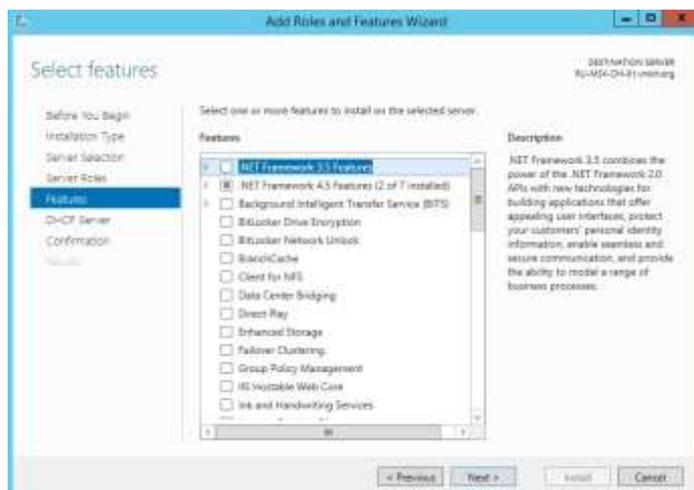 Add Roles and Features Wizard
Select features
DESTINATION SERVER
Before You Begin
Installation Type
Server Selection
Server Roles
Features
DHCP Server
Confirmation
Select one or more features to install on the selected server.
Features
.NET Framework 3.5 Features
.NET Framework 4.5 Features (2 of 7 installed)
Background Intelligent Transfer Service (BITS)
BitLocker Drive Encryption
BitLocker Network Unlock
BranchCache
Client for NFS
Data Center Bridging
Direct Play
Enhanced Storage
Failover Clustering
Group Policy Management
IIS Hostable Web Core
Ink and Handwriting Services
Description
.NET Framework 3.5 combines the
power of the .NET Framework 2.0
APIs with new technologies for
building applications that offer
appealing user interfaces, protect
your customers' personal identity
information, enable seamless and
secure communication, and provide
the ability to model a range of
business processes.
< Previous
Next >
Install
Cancel